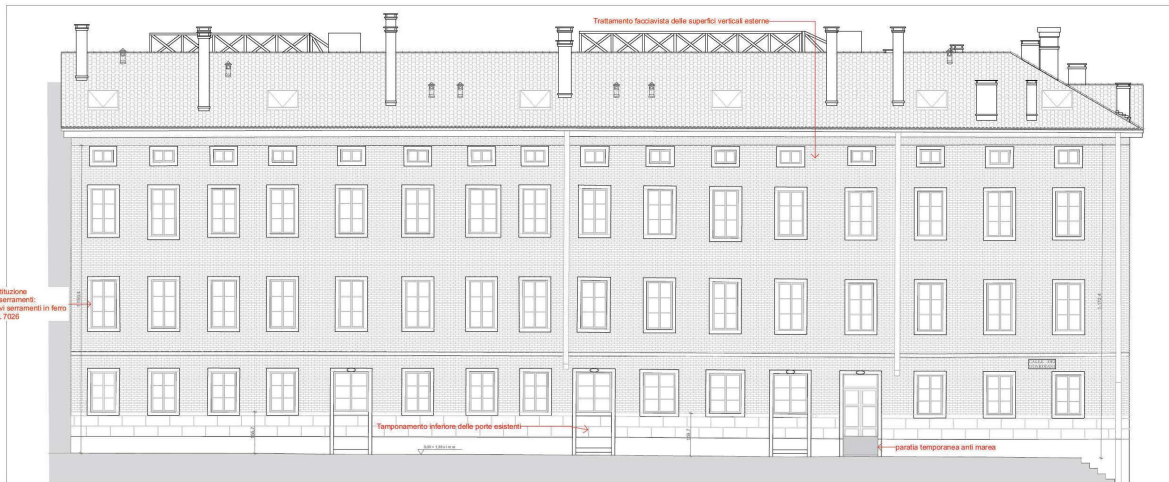 Trattamento facciavista delle superfici verticali esterne
tituzione
serramenti:
vi serramenti in ferro
. 7026
Tamponamento inferiore delle porte esistenti
paratia temporanea anti marea